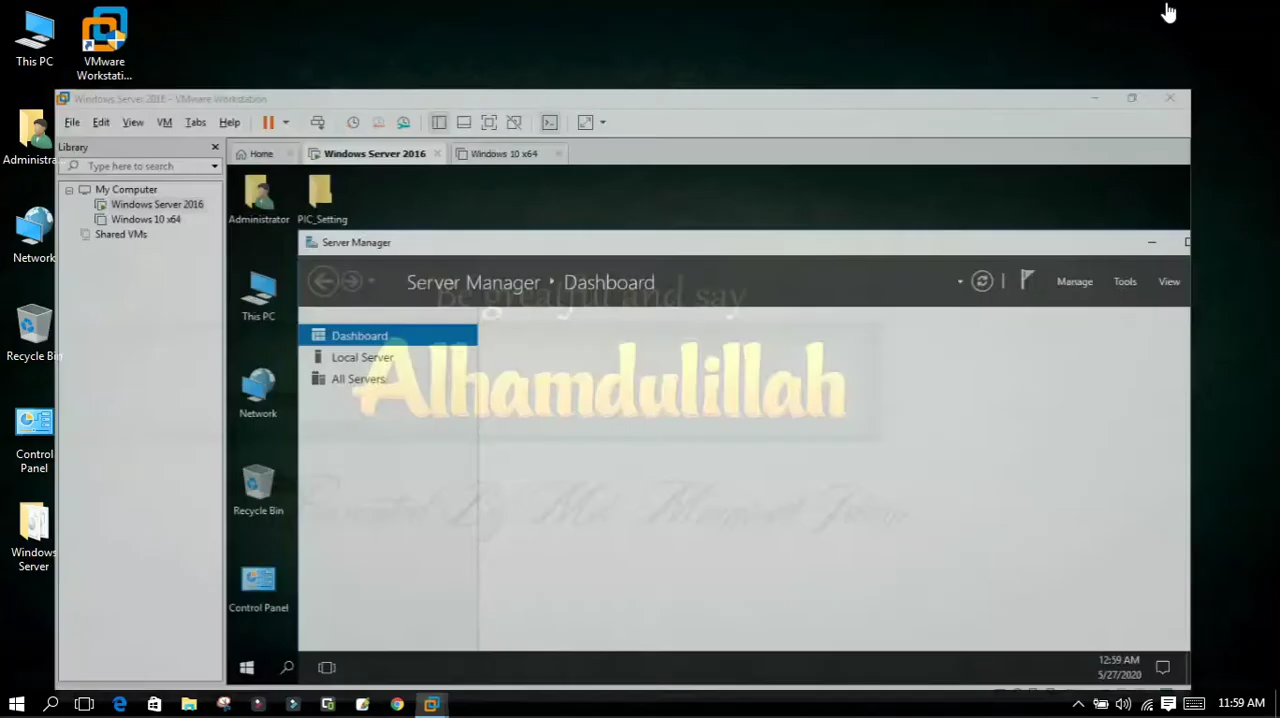 This PC
VMware
Workstati...
Windows Server 2016 - VMware Workstation
File Edit View VM Tabs Help
Library
Type here to search
My Computer
Windows Server 2016
Windows 10 x64
Shared VMs
Home
Windows Server 2016
Windows 10 x64
Administra
Network
Recycle Bin
Control
Panel
Windows
Server
Administrator
PIC_Setting
This PC
Network
Recycle Bin
Control Panel
Server Manager
Server Manager Dashboard
Manage Tools View
Be greatful and say
Dashboard
Local Server
All Servers
Alhamdulillah
By
12:59 AM
5/27/2020
11:59 AM